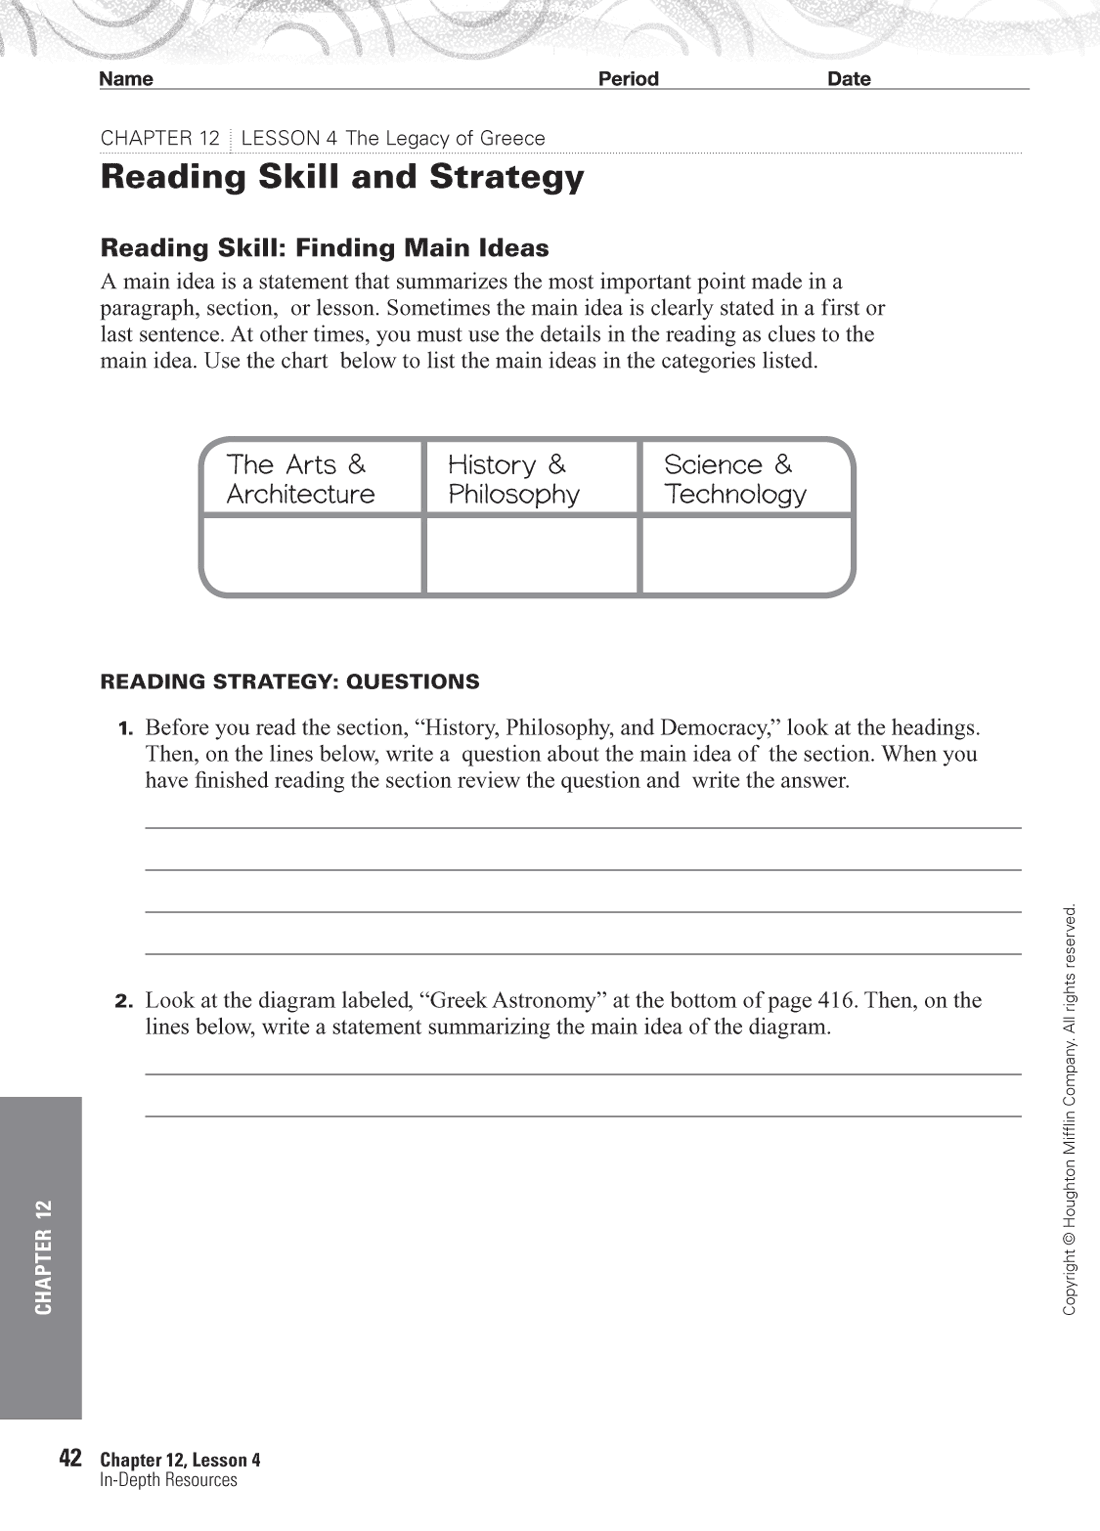 Name Period Date
CHAPTER 12 LESSON 4 The Legacy of Greece
Reading Skill and Strategy
Reading Skill: Finding Main Ideas
A main idea is a statement that summarizes the most important point made in a
paragraph, section, or lesson. Sometimes the main idea is clearly stated in a first or
last sentence. At other times, you must use the details in the reading as clues to the
main idea. Use the chart below to list the main ideas in the categories listed.
The Arts &
Architecture
History &
Philosophy
Science &
Technology
READING STRATEGY: QUESTIONS
1. Before you read the section, “History, Philosophy, and Democracy,” look at the headings.
Then, on the lines below, write a question about the main idea of the section. When you
have finished reading the section review the question and write the answer.
2. Look at the diagram labeled, “Greek Astronomy” at the bottom of page 416. Then, on the
lines below, write a statement summarizing the main idea of the diagram.
CHAPTER 12
Copyright © Houghton Mifflin Company. All rights reserved.
42 Chapter 12, Lesson 4
In-Depth Resources